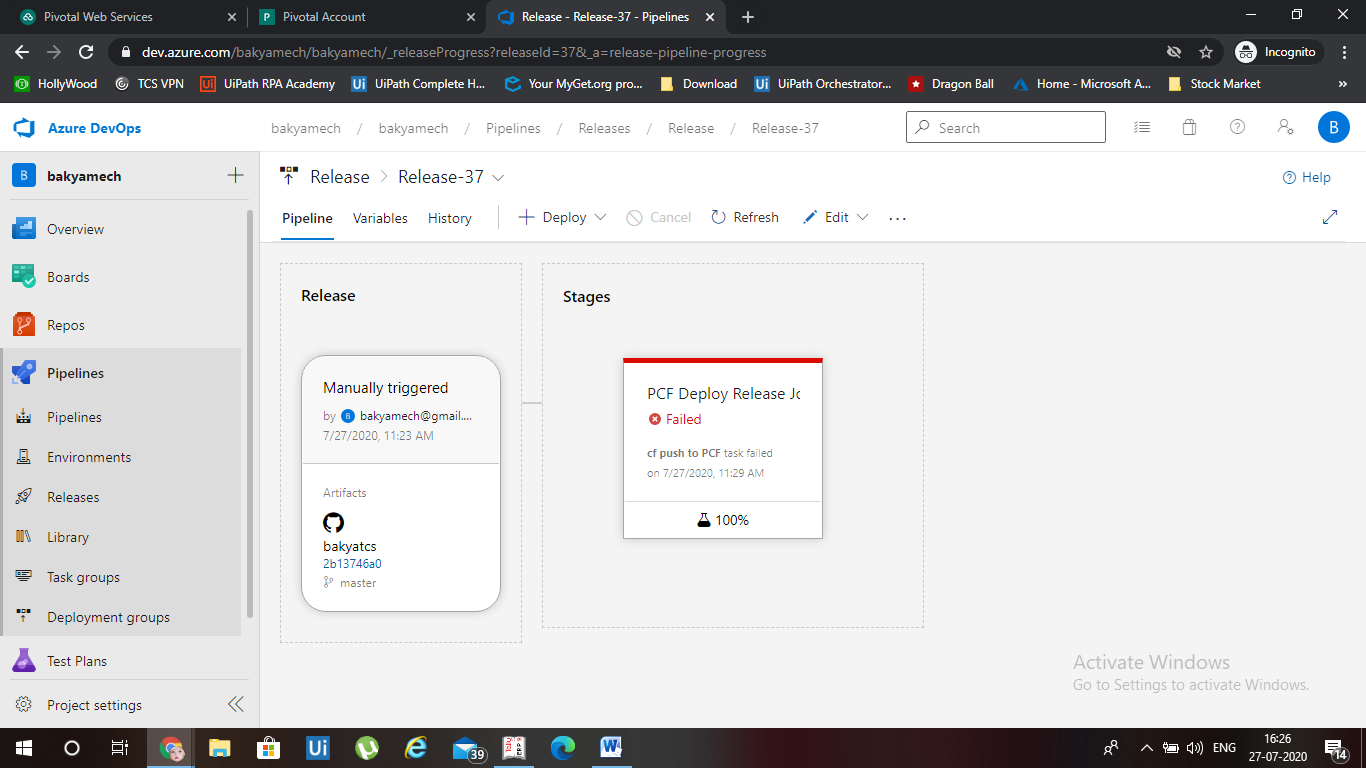 Pivotal Web Services
Pivotal Account
Release - Release-37 - Pipelines
dev.azure.com/bakyamech/bakyamech/_releaseProgress?releaseId=37&_a=release-pipeline-progress
Incognito
HollyWood
TCS VPN
UiPath RPA Academy
UiPath Complete H...
Your MyGet.org pro...
Download
UiPath Orchestrator...
Dragon Ball
Home - Microsoft A...
Stock Market
Azure DevOps
bakyamech / bakyamech / Pipelines / Releases / Release / Release-37
Search
B
B bakyamech
Overview
Boards
Repos
Pipelines
Pipelines
Environments
Releases
Library
Task groups
Deployment groups
Test Plans
Project settings
Release > Release-37
Help
Pipeline
Variables
History
Deploy
Cancel
Refresh
Edit
...
Release
Manually triggered
by B bakyamech@gmail....
7/27/2020, 11:23 AM
Artifacts
bakyatcs
2b13746a0
master
Stages
PCF Deploy Release Jo
Failed
cf push to PCF task failed
on 7/27/2020, 11:29 AM
100%
Activate Windows
Go to Settings to activate Windows.
Ui
39
W
ENG
16:26
27-07-2020
14